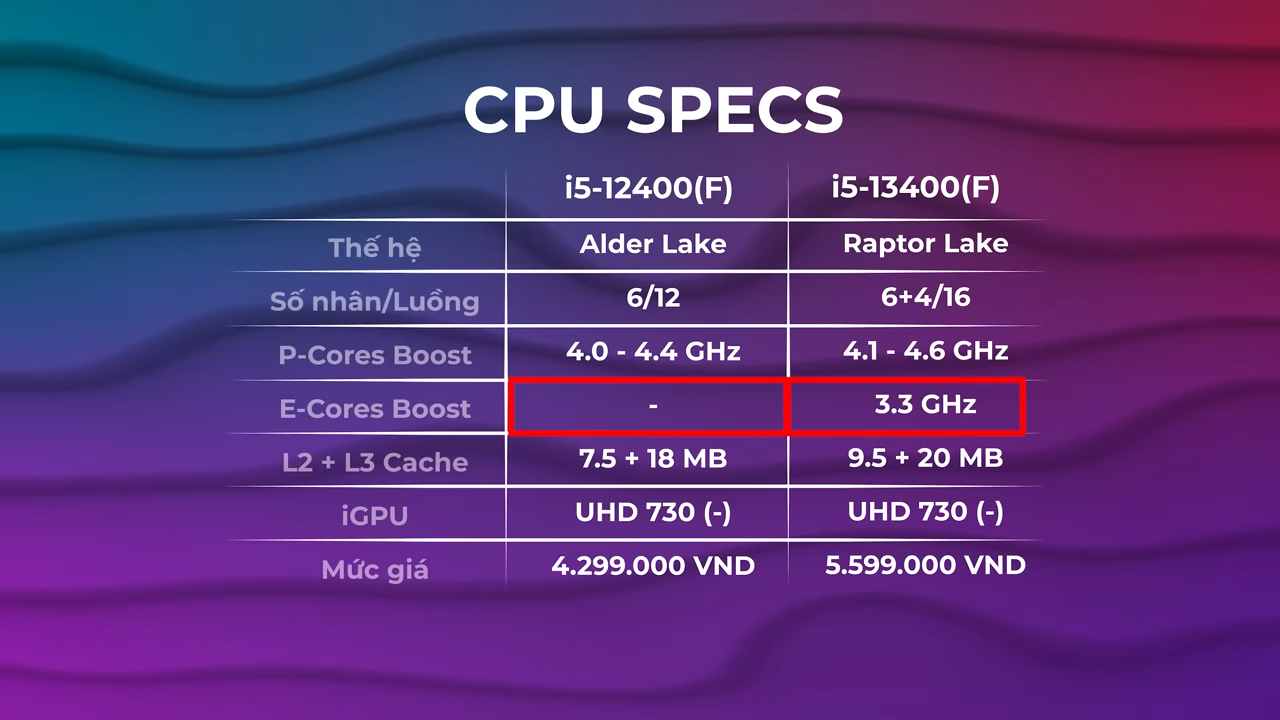 CPU SPECS
i5-12400(F) i5-13400(F)
Thế hệ Alder Lake Raptor Lake
Số nhân/Luồng 6/12 6+4/16
P-Cores Boost 4.0 - 4.4 GHz 4.1 - 4.6 GHz
E-Cores Boost - 3.3 GHz
L2 + L3 Cache 7.5 + 18 MB 9.5 + 20 MB
iGPU UHD 730 (-) UHD 730 (-)
Mức giá 4.299.000 VND 5.599.000 VND